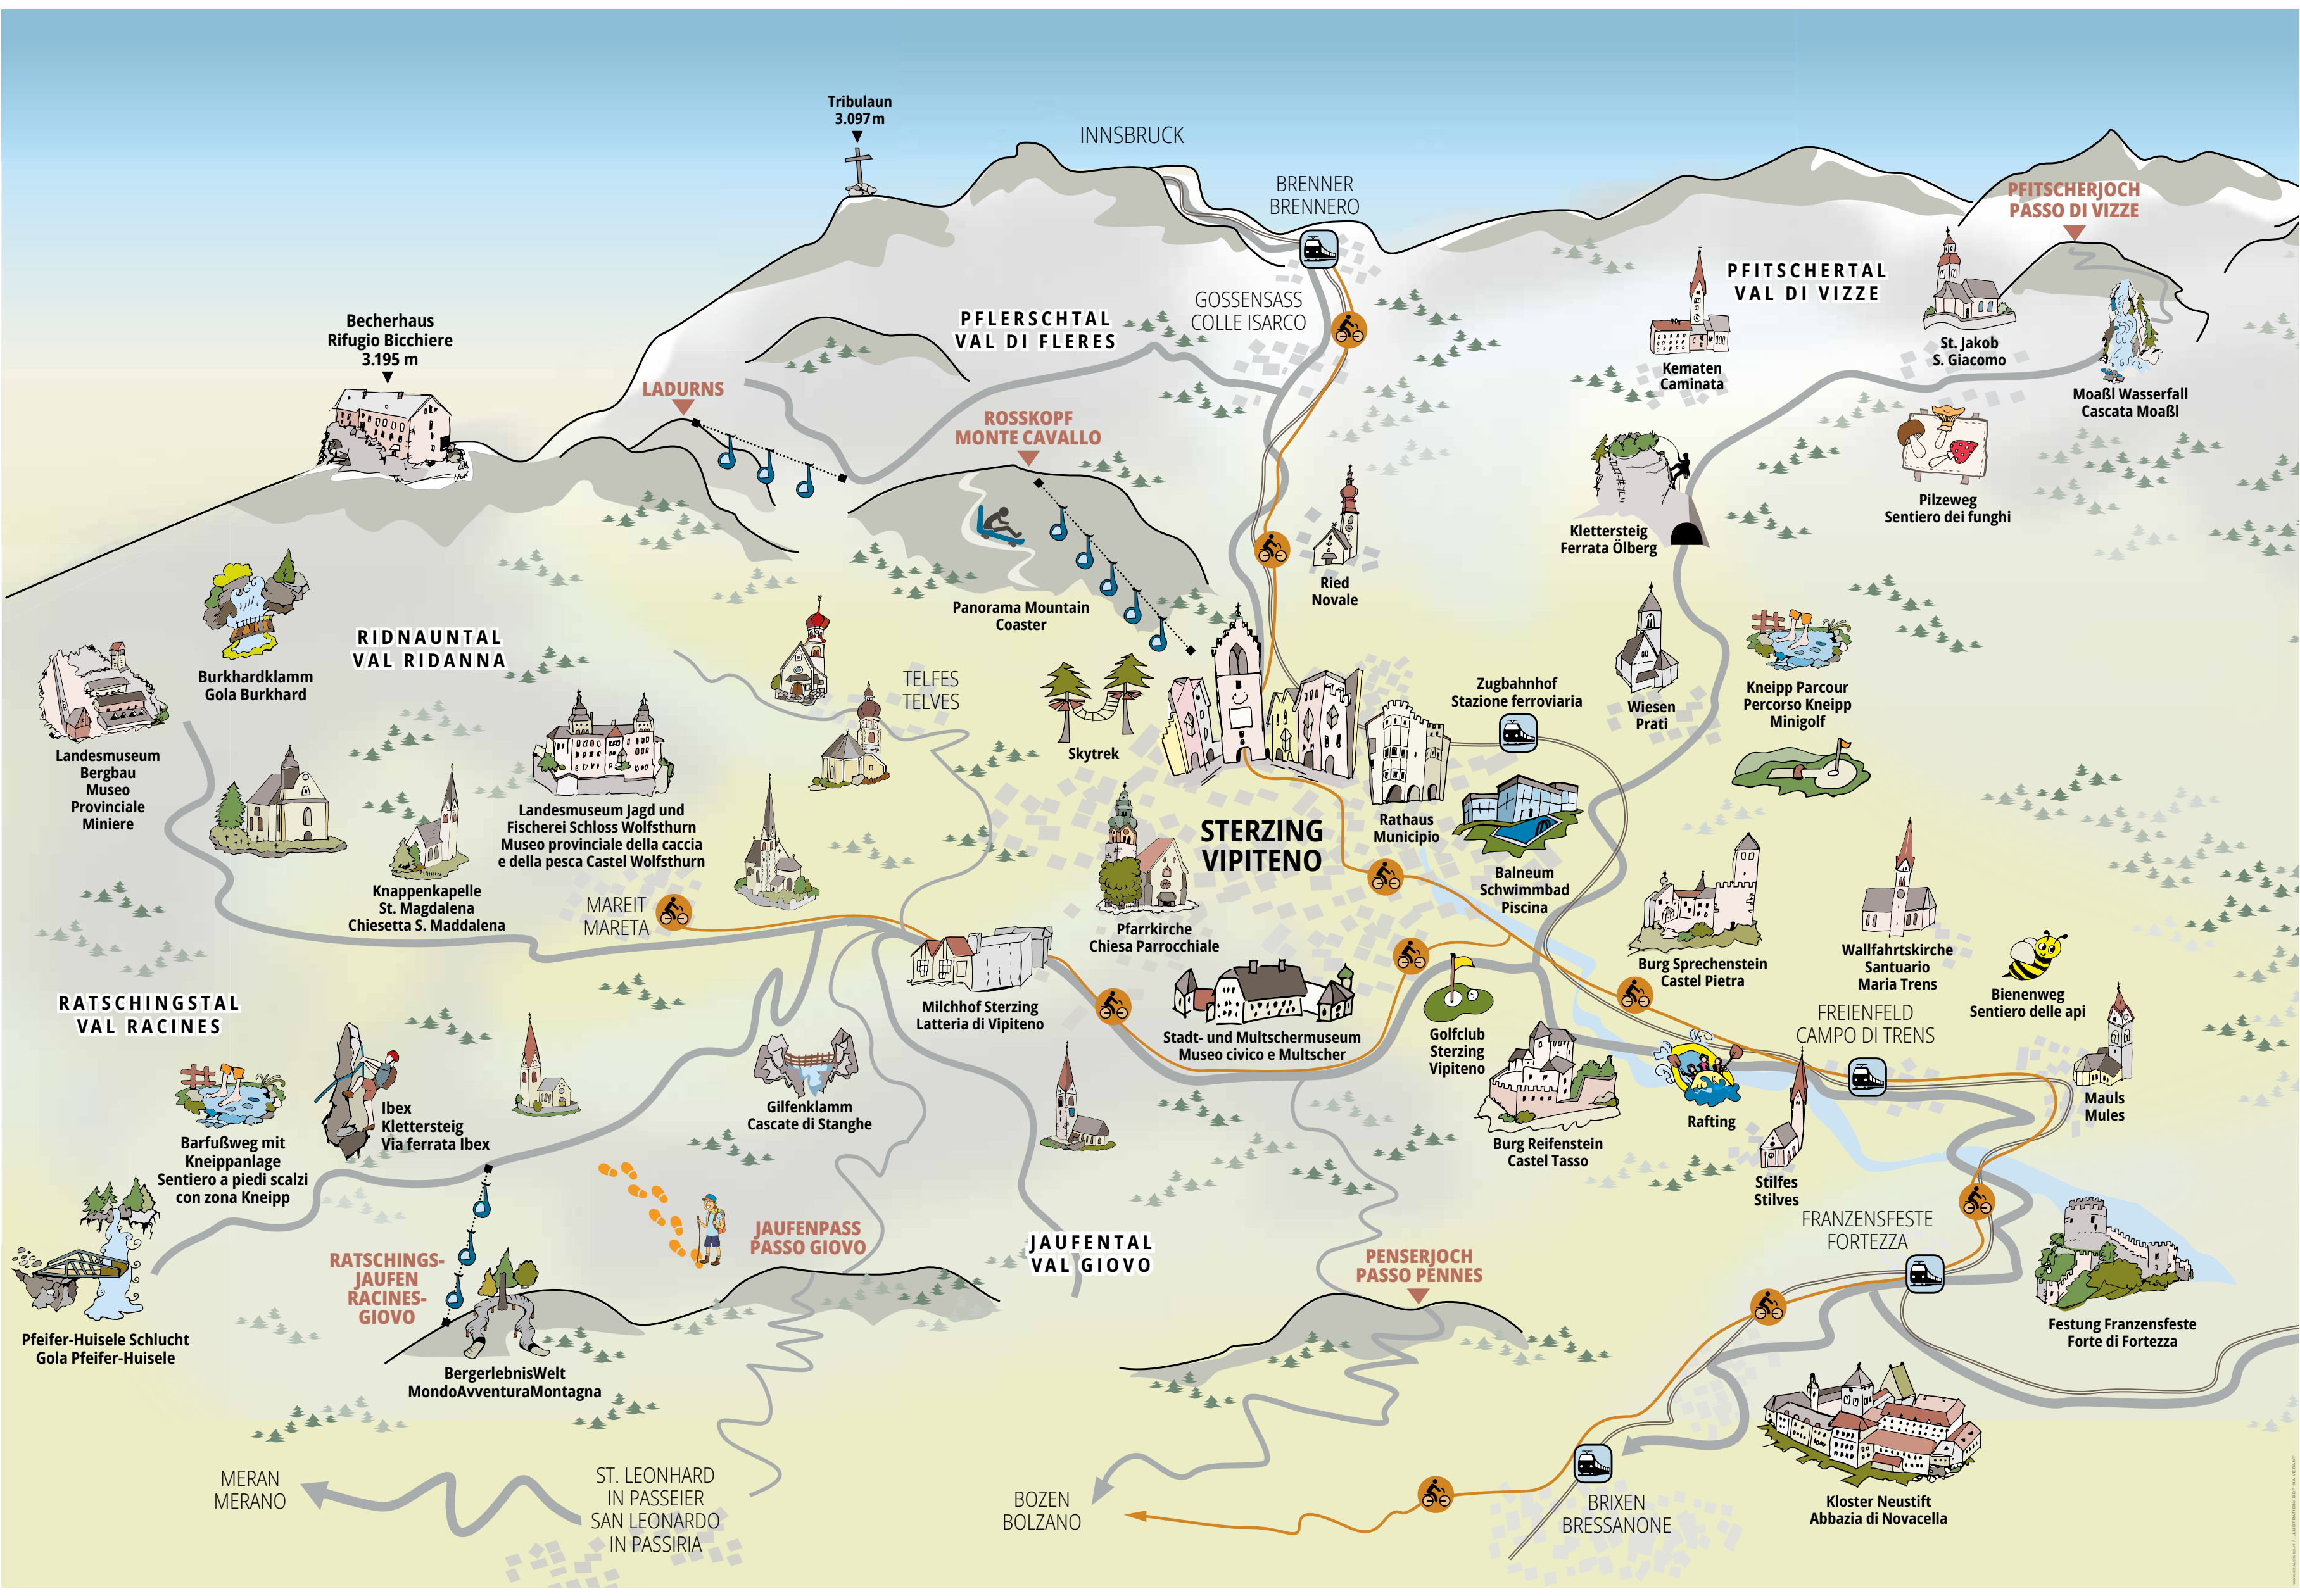 Tribulaun
3.097 m
INNSBRUCK
BRENNER
BRENNERO
PFITSCHERJOCH
PASSO DI VIZZE
PFITSCHERTAL
VAL DI VIZZE
GOSSENSASS
COLLE ISARCO
PFLERSCHTAL
VAL DI FLERES
Becherhaus
Rifugio Bicchiere
3.195 m
St. Jakob
S. Giacomo
Kematen
Caminata
Moaßl Wasserfall
Cascata Moaßl
LADURNS
ROSSKOPF
MONTE CAVALLO
Pilzeweg
Sentiero dei funghi
Klettersteig
Ferrata Ölberg
Ried
Novale
Panorama Mountain
Coaster
RIDNAUNTAL
VAL RIDANNA
Burkhardklamm
Gola Burkhard
TELFES
TELVES
Zugbahnhof
Stazione ferroviaria
Wiesen
Prati
Kneipp Parcour
Percorso Kneipp
Minigolf
Skytrek
Landesmuseum
Bergbau
Museo
Provinciale
Miniere
Landesmuseum Jagd und
Fischerei Schloss Wolfsthurn
Museo provinciale della caccia
e della pesca Castel Wolfsthurn
STERZING
VIPITENO
Rathaus
Municipio
Balneum
Schwimmbad
Piscina
Knappenkapelle
St. Magdalena
Chiesetta S. Maddalena
MAREIT
MARETA
Pfarrkirche
Chiesa Parrocchiale
Burg Sprechenstein
Castel Pietra
Wallfahrtskirche
Santuario
Maria Trens
Bienenweg
Sentiero delle api
RATSCHINGSTAL
VAL RACINES
Milchhof Sterzing
Latteria di Vipiteno
Stadt- und Multschermuseum
Museo civico e Multscher
Golfclub
Sterzing
Vipiteno
FREIENFELD
CAMPO DI TRENS
Ibex
Klettersteig
Via ferrata Ibex
Gilfenklamm
Cascate di Stanghe
Rafting
Mauls
Mules
Barfußweg mit
Kneippanlage
Sentiero a piedi scalzi
con zona Kneipp
Burg Reifenstein
Castel Tasso
Stilfes
Stilves
JAUFENPASS
PASSO GIOVO
JAUFENTAL
VAL GIOVO
FRANZENSFESTE
FORTEZZA
RATSCHINGS-
JAUFEN
RACINES-
GIOVO
PENSERJOCH
PASSO PENNES
Pfeifer-Huisele Schlucht
Gola Pfeifer-Huisele
Festung Franzensfeste
Forte di Fortezza
BergerlebnisWelt
MondoAvventuraMontagna
MERAN
MERANO
ST. LEONHARD
IN PASSEIER
SAN LEONARDO
IN PASSIRIA
BOZEN
BOLZANO
BRIXEN
BRESSANONE
Kloster Neustift
Abbazia di Novacella